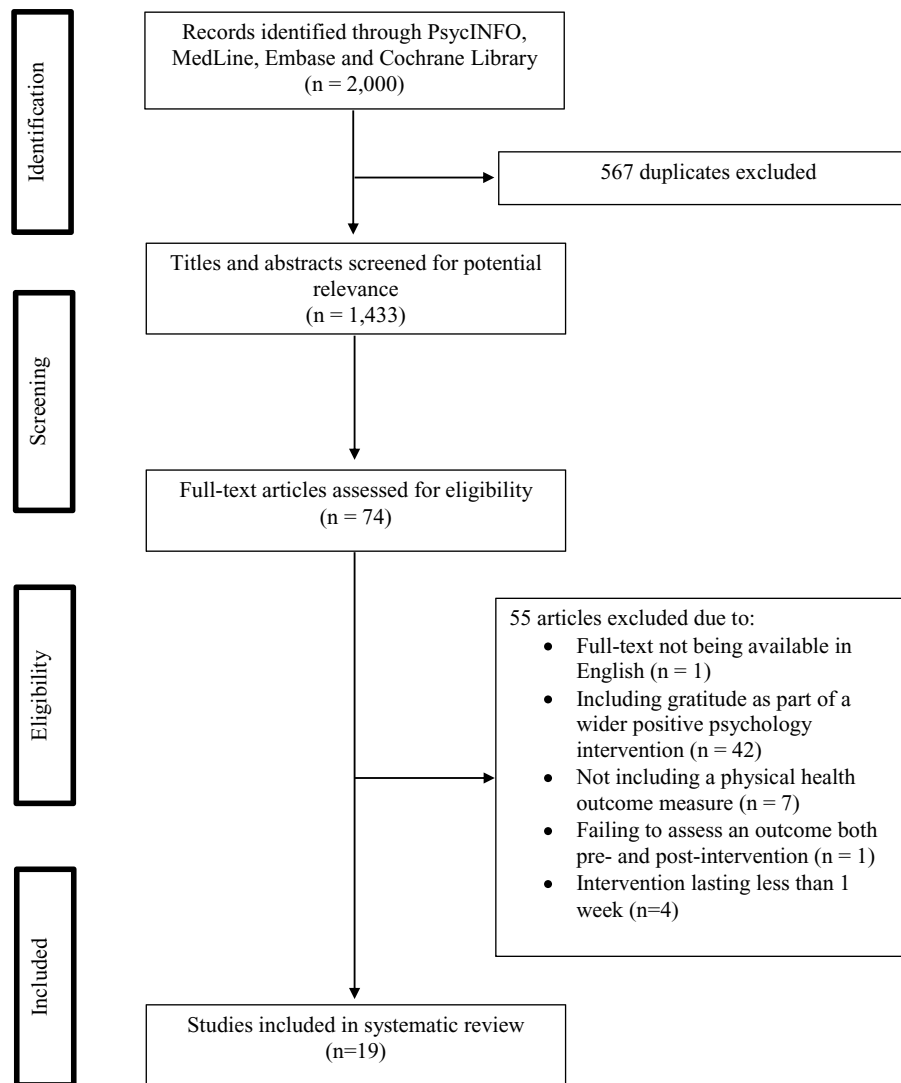 Identification
Records identified through PsycINFO,
MedLine, Embase and Cochrane Library
(n = 2,000)
567 duplicates excluded
Screening
Titles and abstracts screened for potential
relevance
(n = 1,433)
Full-text articles assessed for eligibility
(n = 74)
Eligibility
55 articles excluded due to:
• Full-text not being available in
English (n = 1)
• Including gratitude as part of a
wider positive psychology
intervention (n = 42)
• Not including a physical health
outcome measure (n = 7)
• Failing to assess an outcome both
pre- and post-intervention (n = 1)
• Intervention lasting less than 1
week (n=4)
Included
Studies included in systematic review
(n=19)